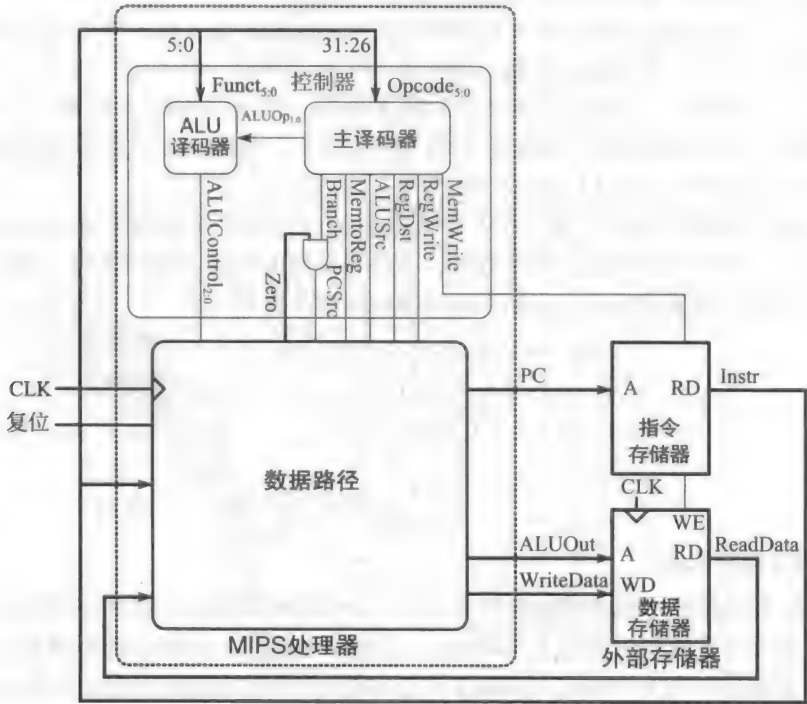 5:0
31:26
Funct5:0
控制器
Opcode5:0
ALU
译码器
ALUOp1:0
主译码器
ALUControl2:0
Zero
Branch
PCSrc
MemtoReg
ALUSrc
RegDst
RegWrite
MemWrite
CLK
复位
数据路径
PC
A
RD
Instr
指令
存储器
CLK
WE
ALUOut
A
RD
ReadData
WriteData
WD
数据
存储器
MIPS处理器
外部存储器